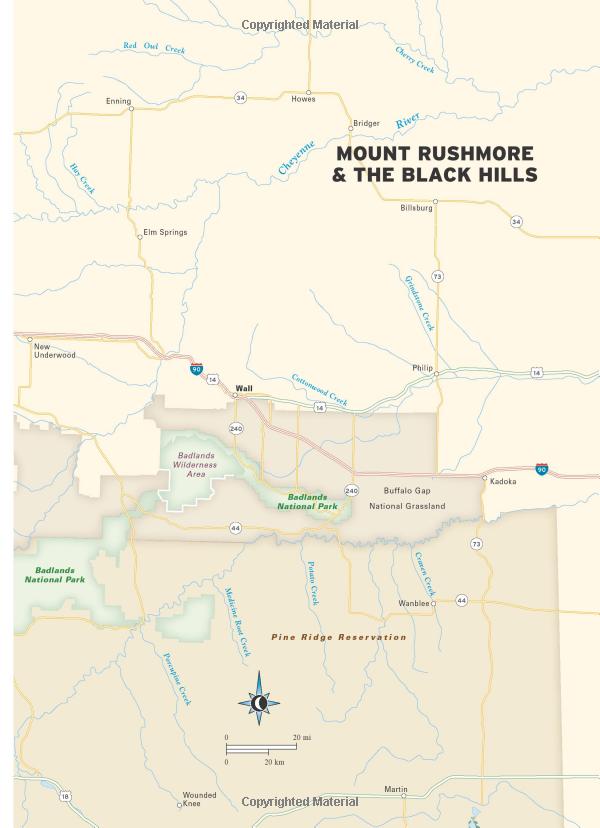 Copyrighted Material
Red Owl Creek
Cherry Creek
Enning
34
Howes
Bridger
Cheyenne River
MOUNT RUSHMORE
& THE BLACK HILLS
Hay Creek
Billsburg
34
Elm Springs
73
Grindstone Creek
New
Underwood
90
14
Philip
14
Wall
Cottonwood Creek
14
240
Badlands
Wilderness
Area
90
Kadoka
240
Buffalo Gap
National Grassland
Badlands
National Park
44
73
Badlands
National Park
Medicine Root Creek
Potato Creek
Craven Creek
Wanblee
44
Pine Ridge Reservation
Porcupine Creek
0 20 mi
0 20 km
18
Wounded
Knee
Martin
Copyrighted Material